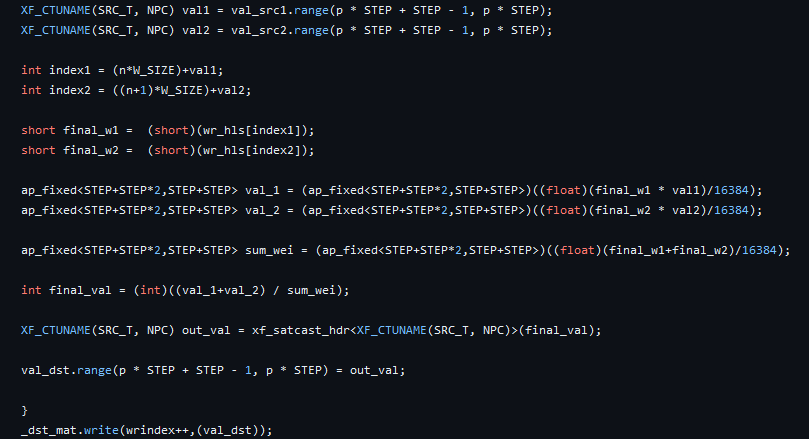 XF_CTUNAME(SRC_T, NPC) val1 = val_src1.range(p * STEP + STEP - 1, p * STEP);
XF_CTUNAME(SRC_T, NPC) val2 = val_src2.range(p * STEP + STEP - 1, p * STEP);
int index1 = (n*W_SIZE)+val1;
int index2 = ((n+1)*W_SIZE)+val2;
short final_w1 =  (short)(wr_hls[index1]);
short final_w2 =  (short)(wr_hls[index2]);
ap_fixed<STEP+STEP*2,STEP+STEP> val_1 = (ap_fixed<STEP+STEP*2,STEP+STEP>)((float)(final_w1 * val1)/16384);
ap_fixed<STEP+STEP*2,STEP+STEP> val_2 = (ap_fixed<STEP+STEP*2,STEP+STEP>)((float)(final_w2 * val2)/16384);
ap_fixed<STEP+STEP*2,STEP+STEP> sum_wei = (ap_fixed<STEP+STEP*2,STEP+STEP>)((float)(final_w1+final_w2)/16384);
int final_val = (int)((val_1+val_2) / sum_wei);
XF_CTUNAME(SRC_T, NPC) out_val = xf_satcast_hdr<XF_CTUNAME(SRC_T, NPC)>(final_val);
val_dst.range(p * STEP + STEP - 1, p * STEP) = out_val;
}
_dst_mat.write(wrindex++,(val_dst));